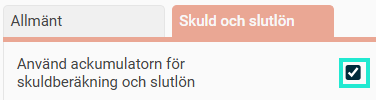 Allmänt
Skuld och slutlön
Använd ackumulatorn för
skuldberäkning och slutlön